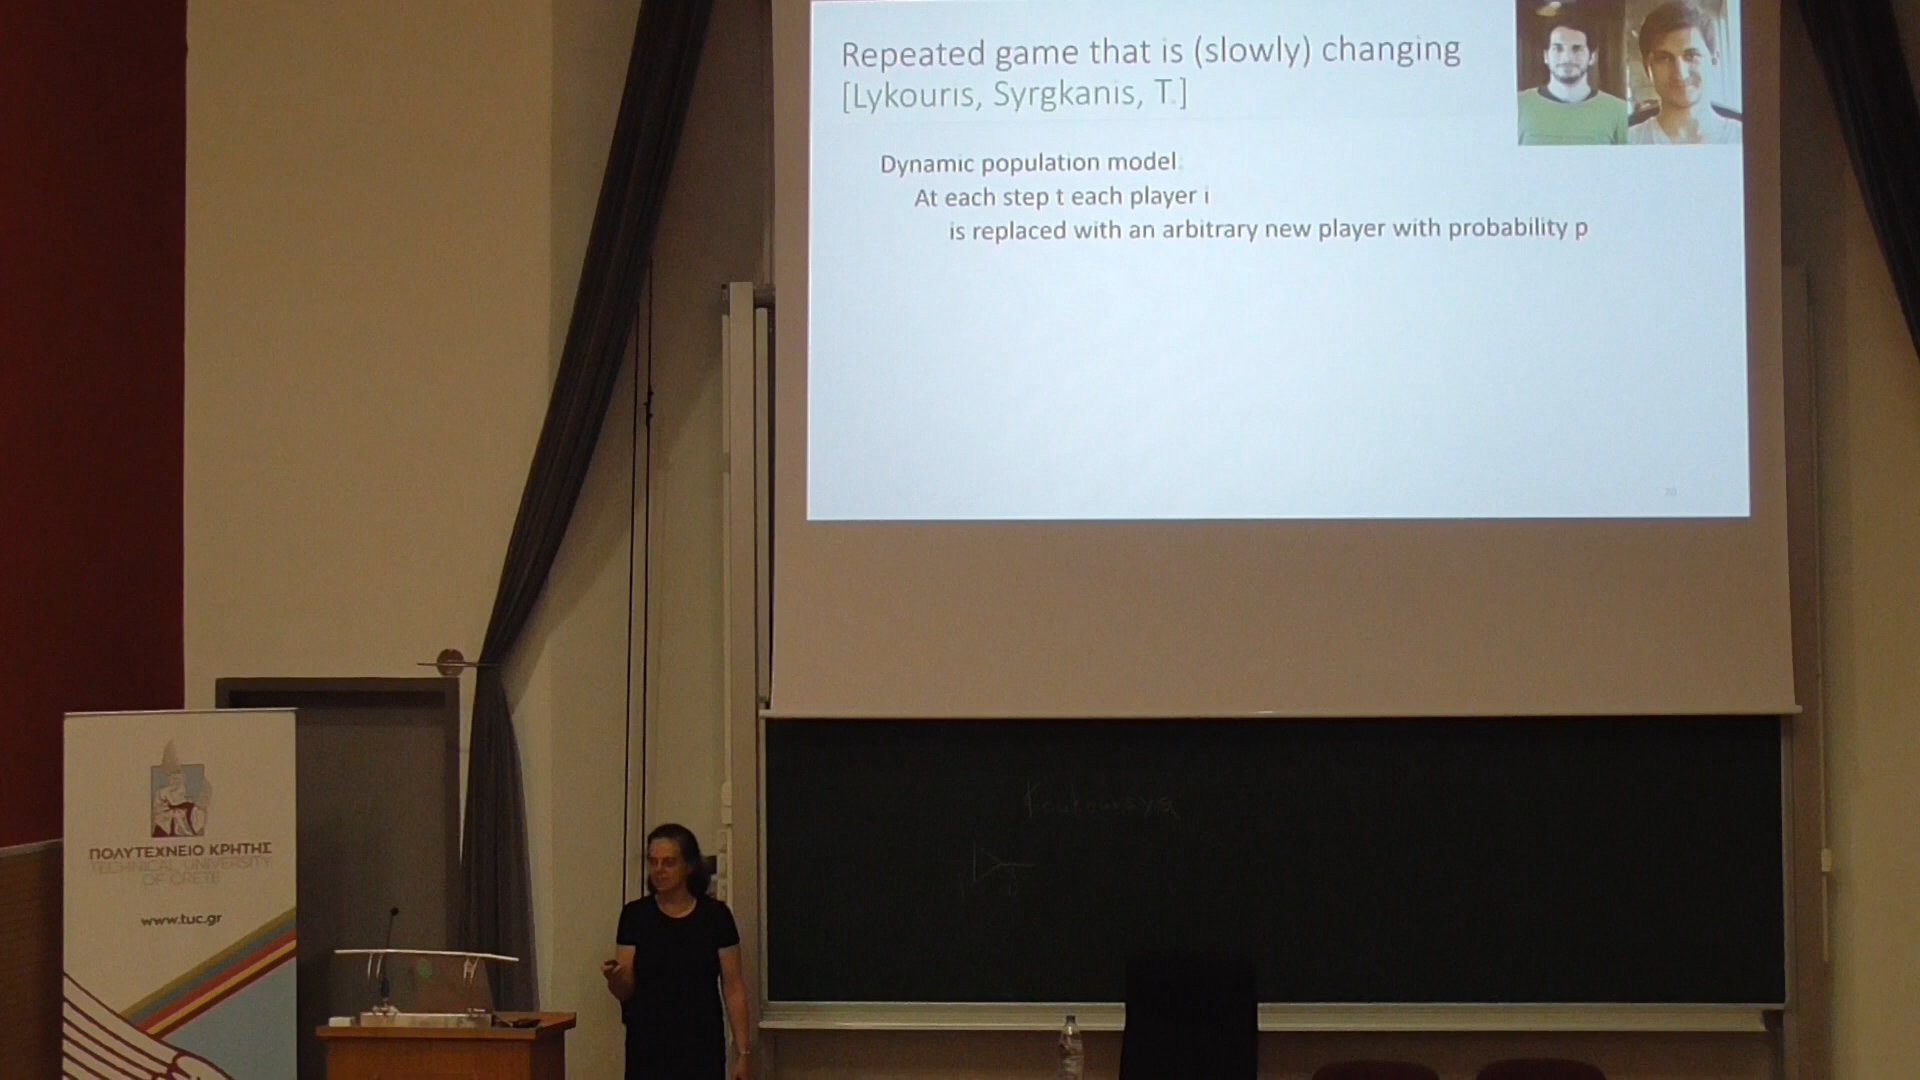 Repeated game that is (slowly) changing
[Lykouris, Syrgkanis, T.]
Dynamic population model:
At each step t each player i
is replaced with an arbitrary new player with probability p
20
ΠΟΛΥΤΕΧΝΕΙΟ ΚΡΗΤΗΣ
TECHNICAL UNIVERSITY
OF CRETE
www.tuc.gr